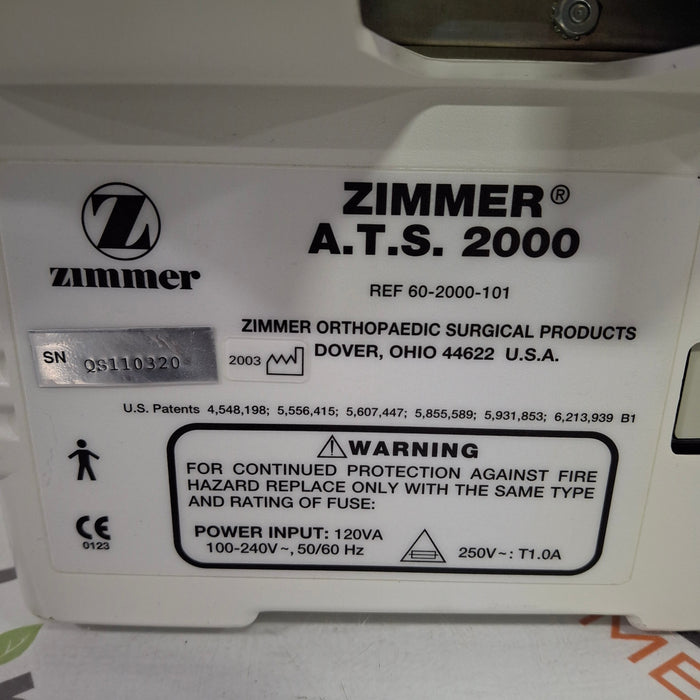 Z
zimmer
ZIMMER®
A.T.S. 2000
REF 60-2000-101
ZIMMER ORTHOPAEDIC SURGICAL PRODUCTS
DOVER, OHIO 44622 U.S.A.
SN QS110320
2003
U.S. Patents 4,548,198; 5,556,415; 5,607,447; 5,855,589; 5,931,853; 6,213,939 B1
WARNING
FOR CONTINUED PROTECTION AGAINST FIRE
HAZARD REPLACE ONLY WITH THE SAME TYPE
AND RATING OF FUSE:
POWER INPUT: 120VA
100-240V~, 50/60 Hz
250V~: T1.0A
CE
0123